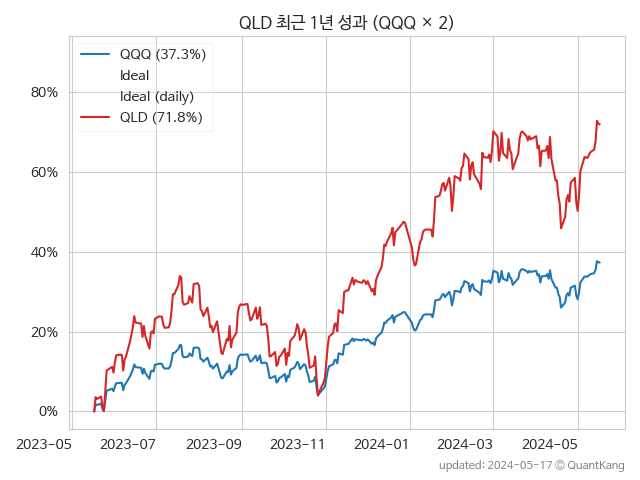 QLD 최근 1년 성과 (QQQ × 2)
QQQ (37.3%)
Ideal
Ideal (daily)
QLD (71.8%)
80%
60%
40%
20%
0%
2023-05 2023-07 2023-09 2023-11 2024-01 2024-03 2024-05
updated: 2024-05-17 © QuantKang